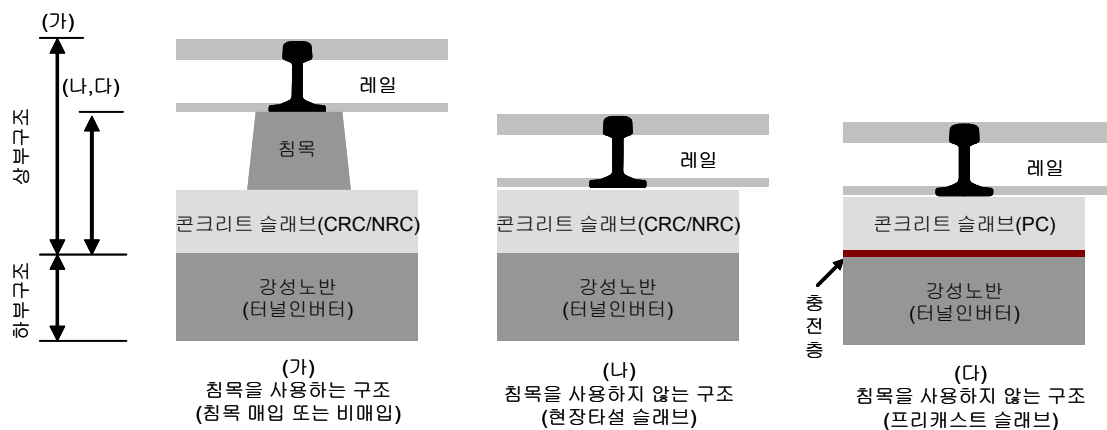 (가)
(나,다)
상부구조
하부구조
레일
침목
콘크리트 슬래브(CRC/NRC)
강성노반
(터널인버터)
(가)
침목을 사용하는 구조
(침목 매입 또는 비매입)
레일
콘크리트 슬래브(CRC/NRC)
강성노반
(터널인버터)
(나)
침목을 사용하지 않는 구조
(현장타설 슬래브)
레일
콘크리트 슬래브(PC)
강성노반
(터널인버터)
충전층
(다)
침목을 사용하지 않는 구조
(프리캐스트 슬래브)